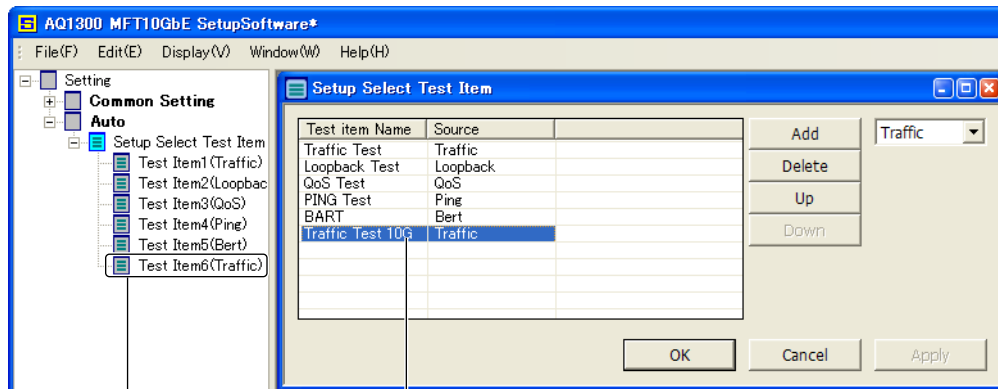 AQ1300 MFT10GbE SetupSoftware*
File(F) Edit(E) Display(V) Window(W) Help(H)
Setting
Common Setting
Auto
Setup Select Test Item
Test Item1(Traffic)
Test Item2(Loopbac
Test Item3(QoS)
Test Item4(Ping)
Test Item5(Bert)
Test Item6(Traffic)
Setup Select Test Item
Test item Name Source
Traffic Test Traffic
Loopback Test Loopback
QoS Test QoS
PING Test Ping
BART Bert
Traffic Test 10G Traffic
Add
Traffic
Delete
Up
Down
OK Cancel Apply